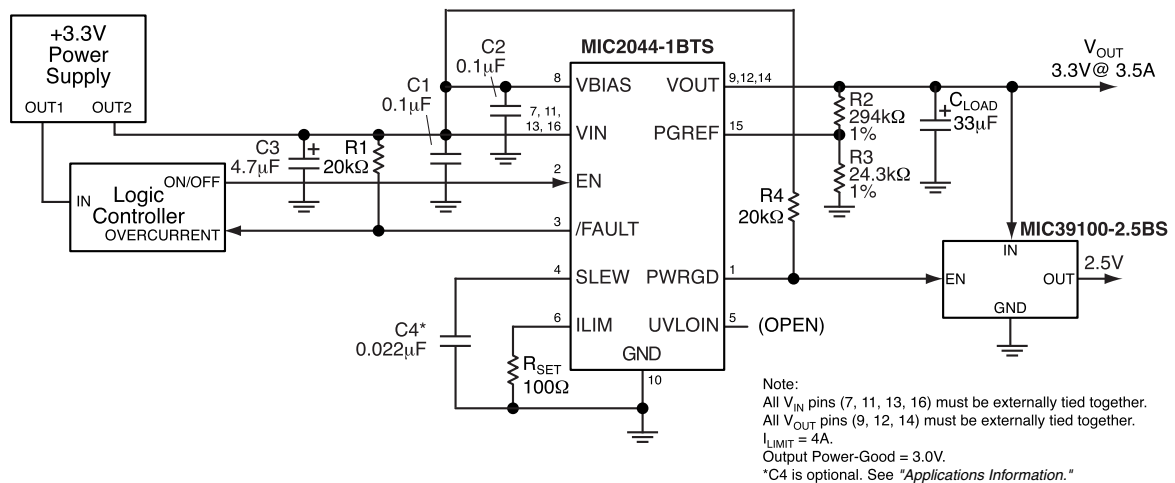 +3.3V
Power
Supply
OUT1 OUT2
C1
0.1µF
C2
0.1µF
MIC2044-1BTS
8 VBIAS VOUT 9,12,14
7, 11,
13, 16 VIN PGREF 15
2 EN
3 /FAULT
4 SLEW PWRGD 1
6 ILIM UVLOIN 5 (OPEN)
GND
10
C3
4.7µF
R1
20kΩ
IN
ON/OFF
Logic
Controller
OVERCURRENT
C4*
0.022µF
RSET
100Ω
VOUT
3.3V@ 3.5A
R2
294kΩ
1%
+ CLOAD
33µF
+
R3
24.3kΩ
1%
R4
20kΩ
MIC39100-2.5BS
IN
EN OUT 2.5V
GND
Note:
All VIN pins (7, 11, 13, 16) must be externally tied together.
All VOUT pins (9, 12, 14) must be externally tied together.
ILIMIT = 4A.
Output Power-Good = 3.0V.
*C4 is optional. See "Applications Information."